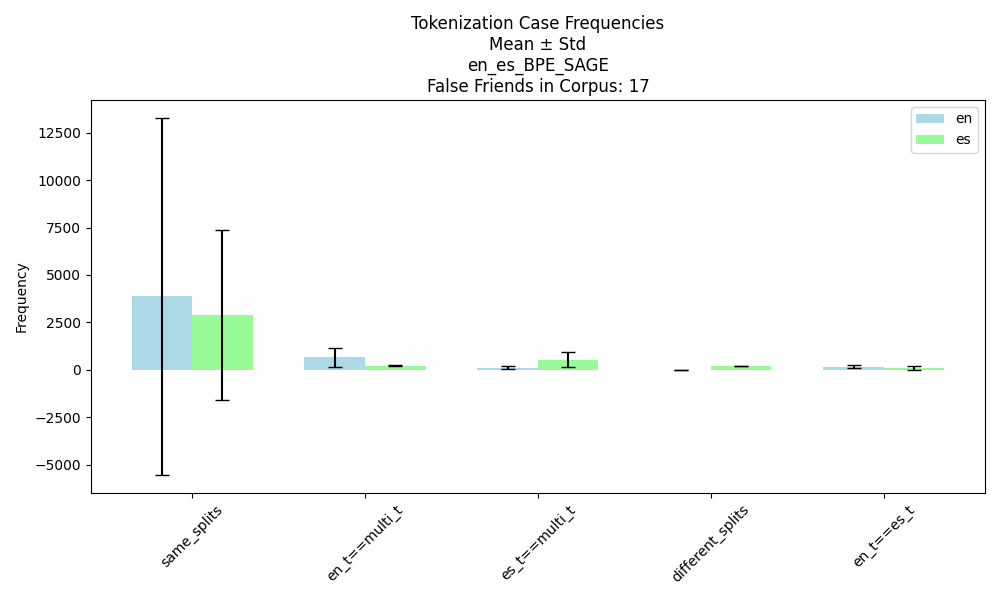 Tokenization Case Frequencies
Mean ± Std
en_es_BPE_SAGE
False Friends in Corpus: 17
en
es
Frequency
12500
10000
7500
5000
2500
0
−2500
−5000
same_splits
en_t==multi_t
es_t==multi_t
different_splits
en_t==es_t